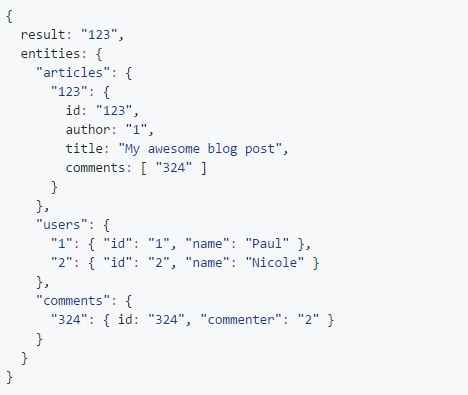 {
  result: "123",
  entities: {
    "articles": {
      "123": {
        id: "123",
        author: "1",
        title: "My awesome blog post",
        comments: [ "324" ]
      }
    },
    "users": {
      "1": { "id": "1", "name": "Paul" },
      "2": { "id": "2", "name": "Nicole" }
    },
    "comments": {
      "324": { id: "324", "commenter": "2" }
    }
  }
}